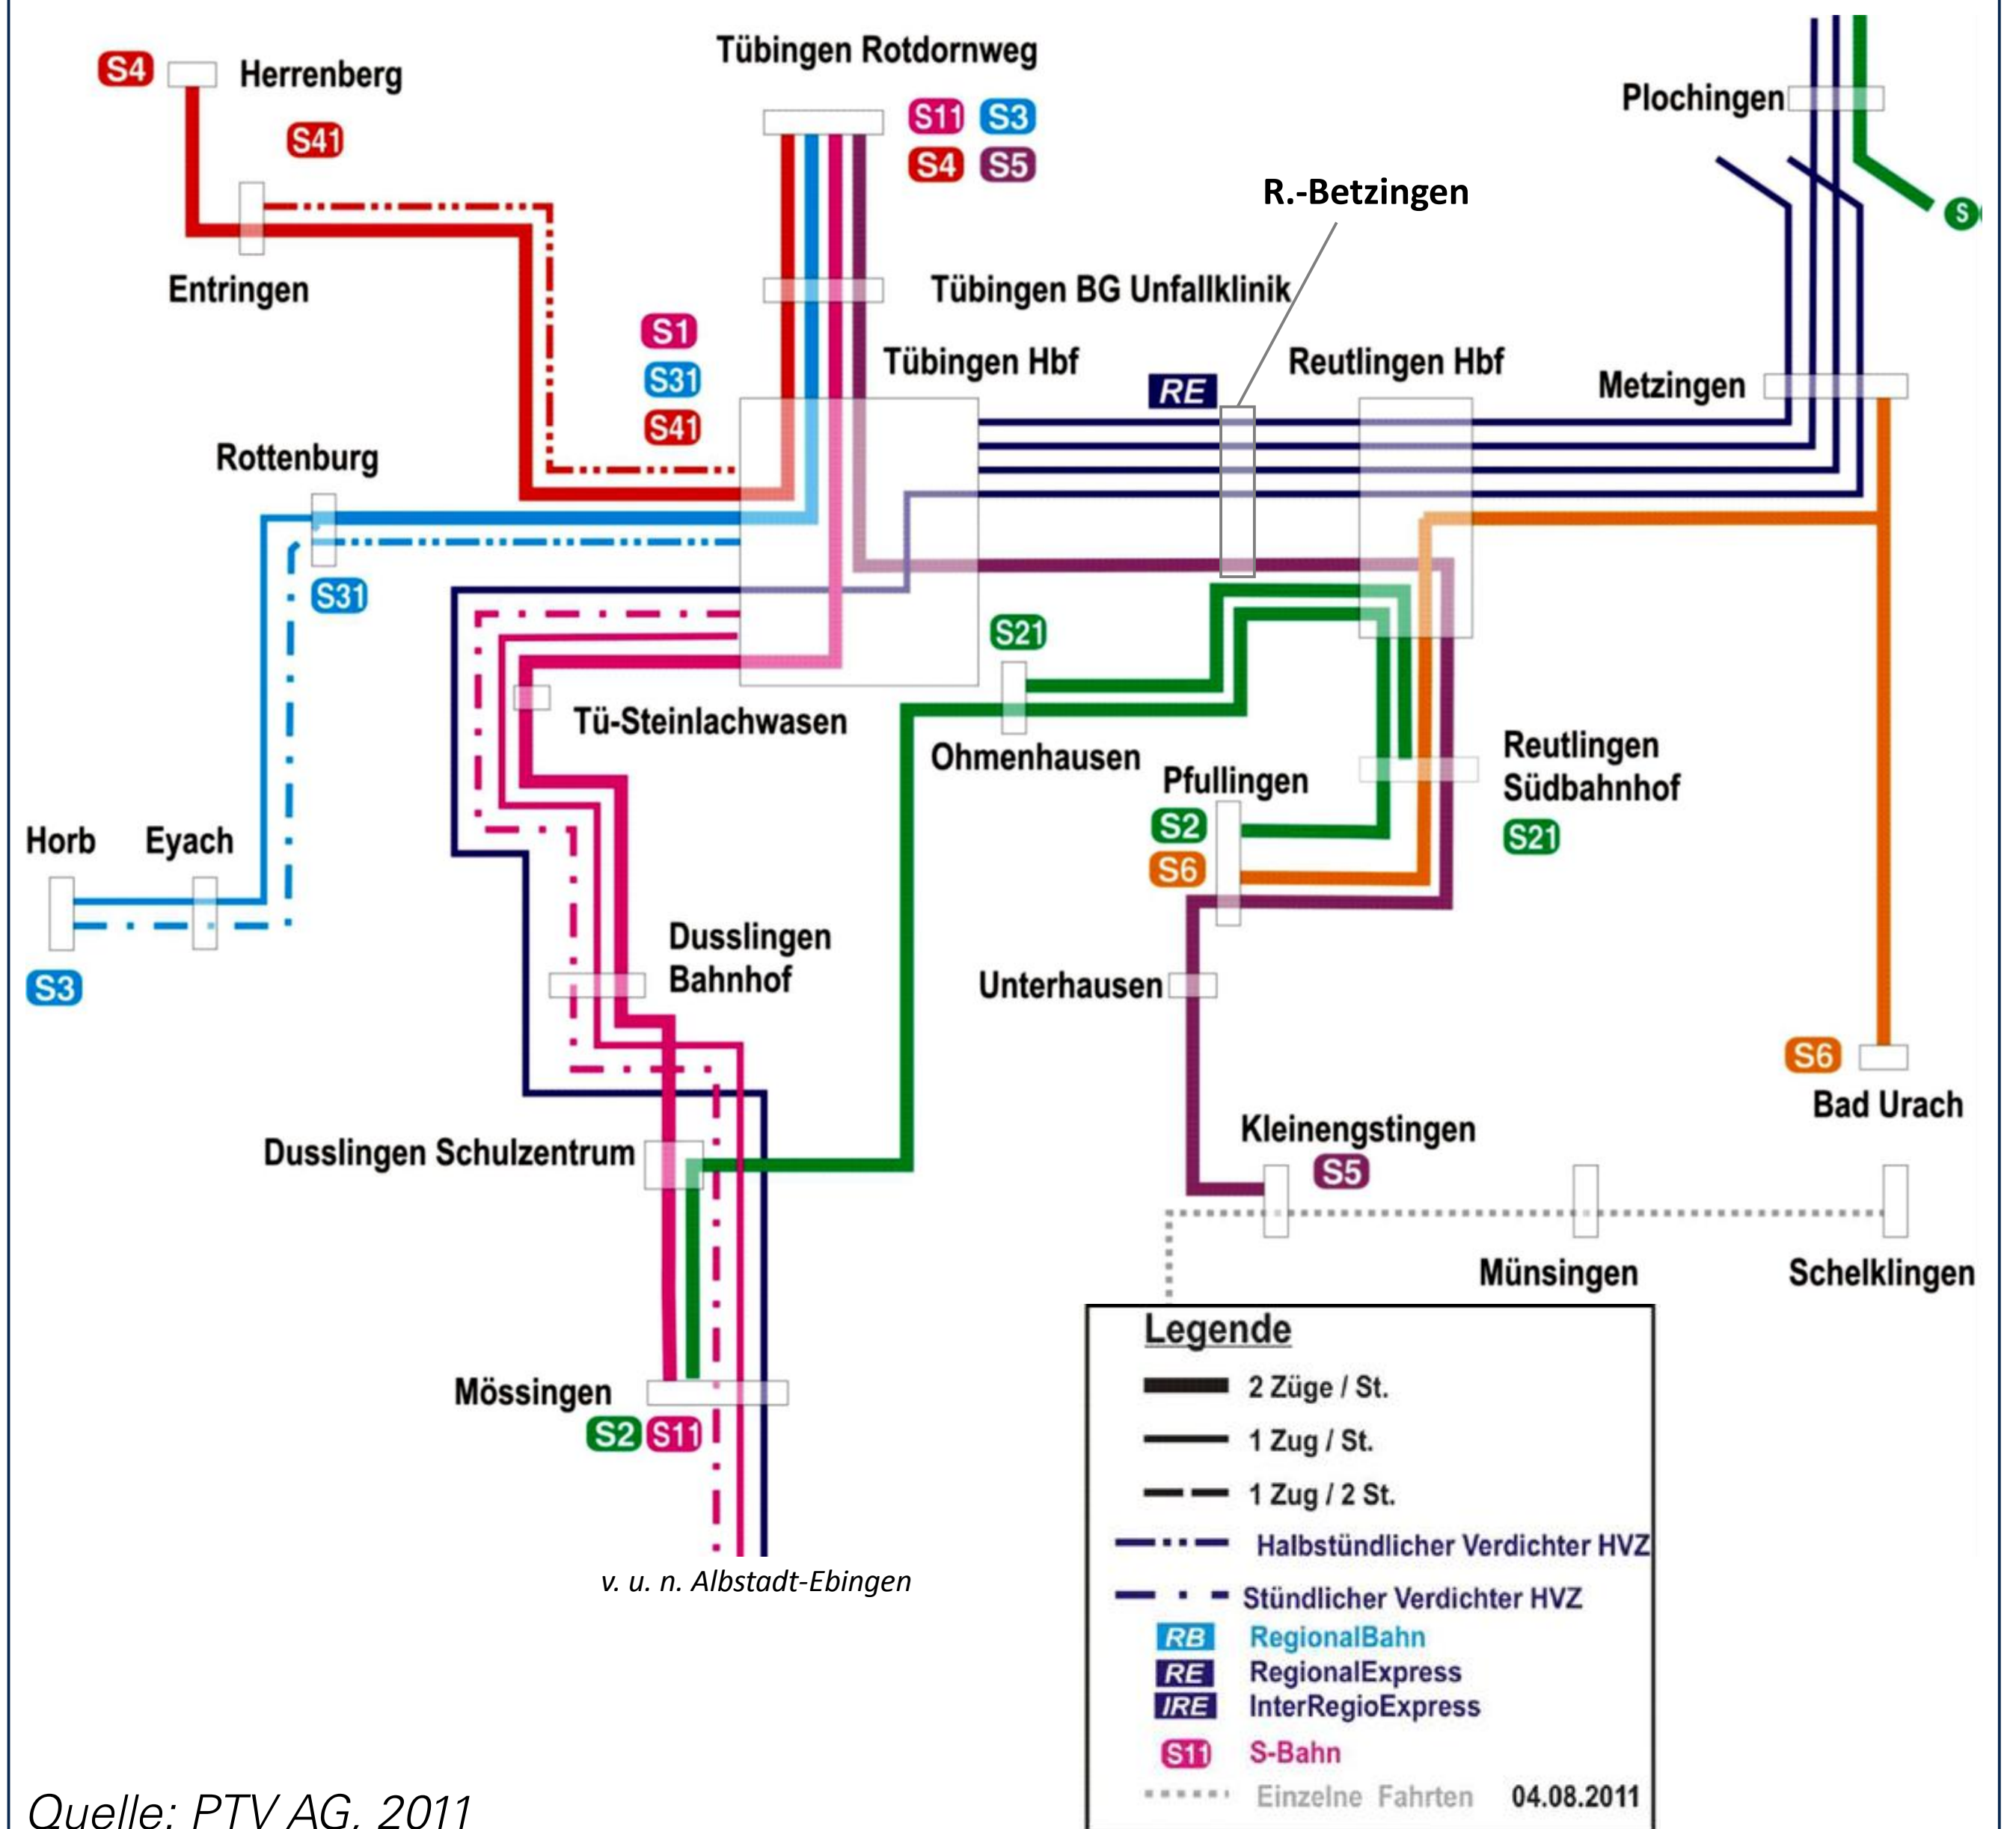 Tübingen Rotdornweg
S4 Herrenberg
S11 S3
S4 S5
S41
Plochingen
R.-Betzingen
S
Entringen
Tübingen BG Unfallklinik
S1
S31
S41
Tübingen Hbf
RE
Reutlingen Hbf
Metzingen
Rottenburg
S31
S21
Tü-Steinlachwasen
Ohmenhausen
Reutlingen
Südbahnhof
S21
Pfullingen
S2
S6
Horb
Eyach
S3
Dusslingen
Bahnhof
Unterhausen
S6
Bad Urach
Dusslingen Schulzentrum
Kleinengstingen
S5
Münsingen
Schelklingen
Mössingen
S2 S11
v. u. n. Albstadt-Ebingen
Legende
2 Züge / St.
1 Zug / St.
1 Zug / 2 St.
Halbstündlicher Verdichter HVZ
Stündlicher Verdichter HVZ
RB RegionalBahn
RE RegionalExpress
IRE InterRegioExpress
S11 S-Bahn
Einzelne Fahrten 04.08.2011
Quelle: PTV AG, 2011